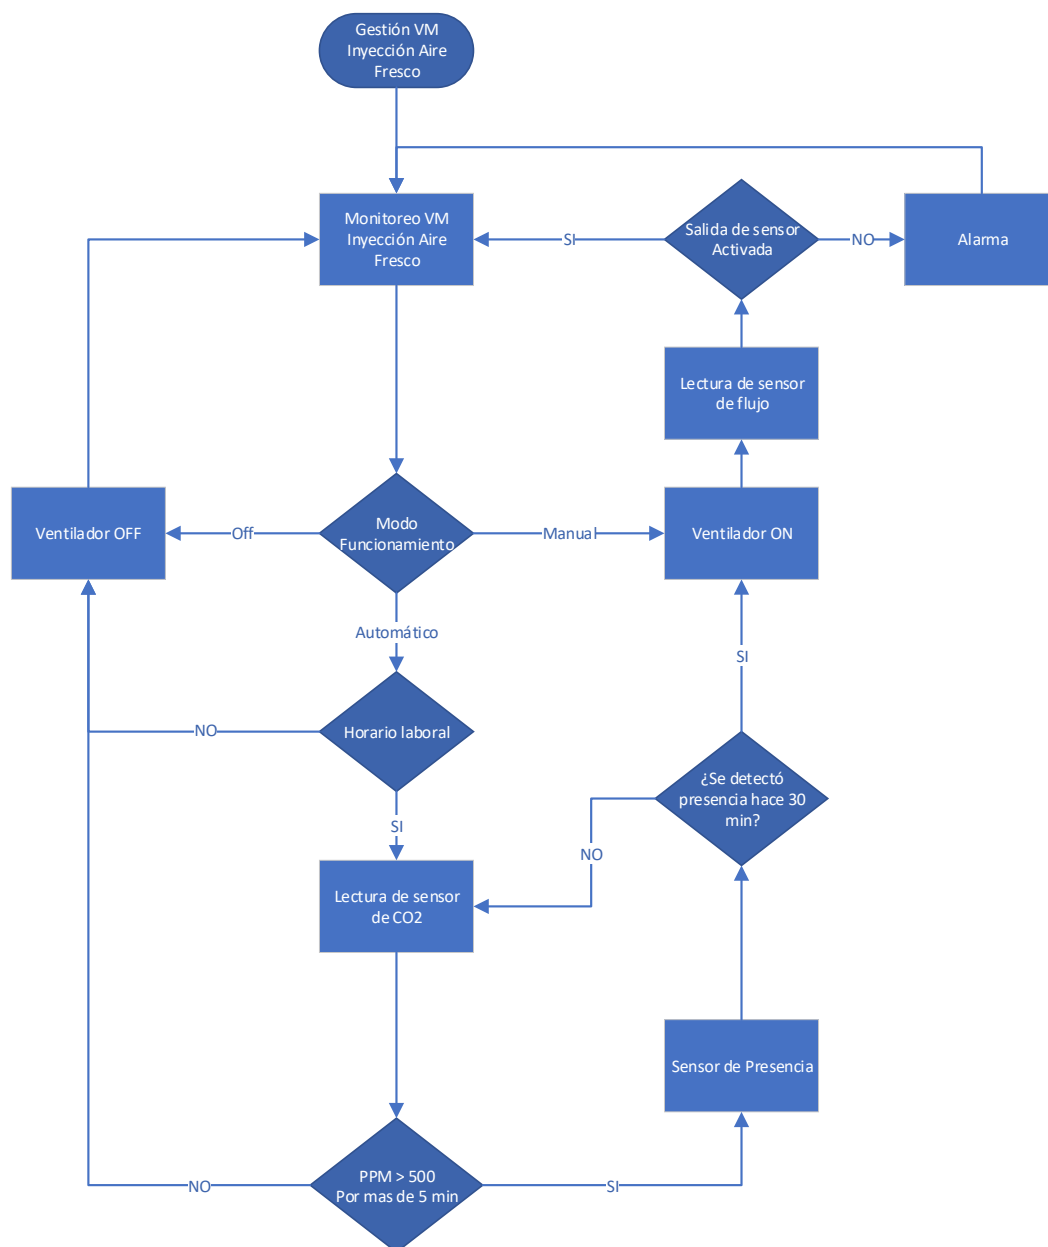 Gestión VM
Inyección Aire
Fresco
Monitoreo VM
Inyección Aire
Fresco
SI
Salida de sensor
Activada
NO
Alarma
Lectura de sensor
de flujo
Ventilador OFF
Off
Modo
Funcionamiento
Manual
Ventilador ON
Automático
SI
NO
Horario laboral
¿Se detectó
presencia hace 30
min?
SI
NO
Lectura de sensor
de CO2
Sensor de Presencia
NO
PPM > 500
Por mas de 5 min
SI